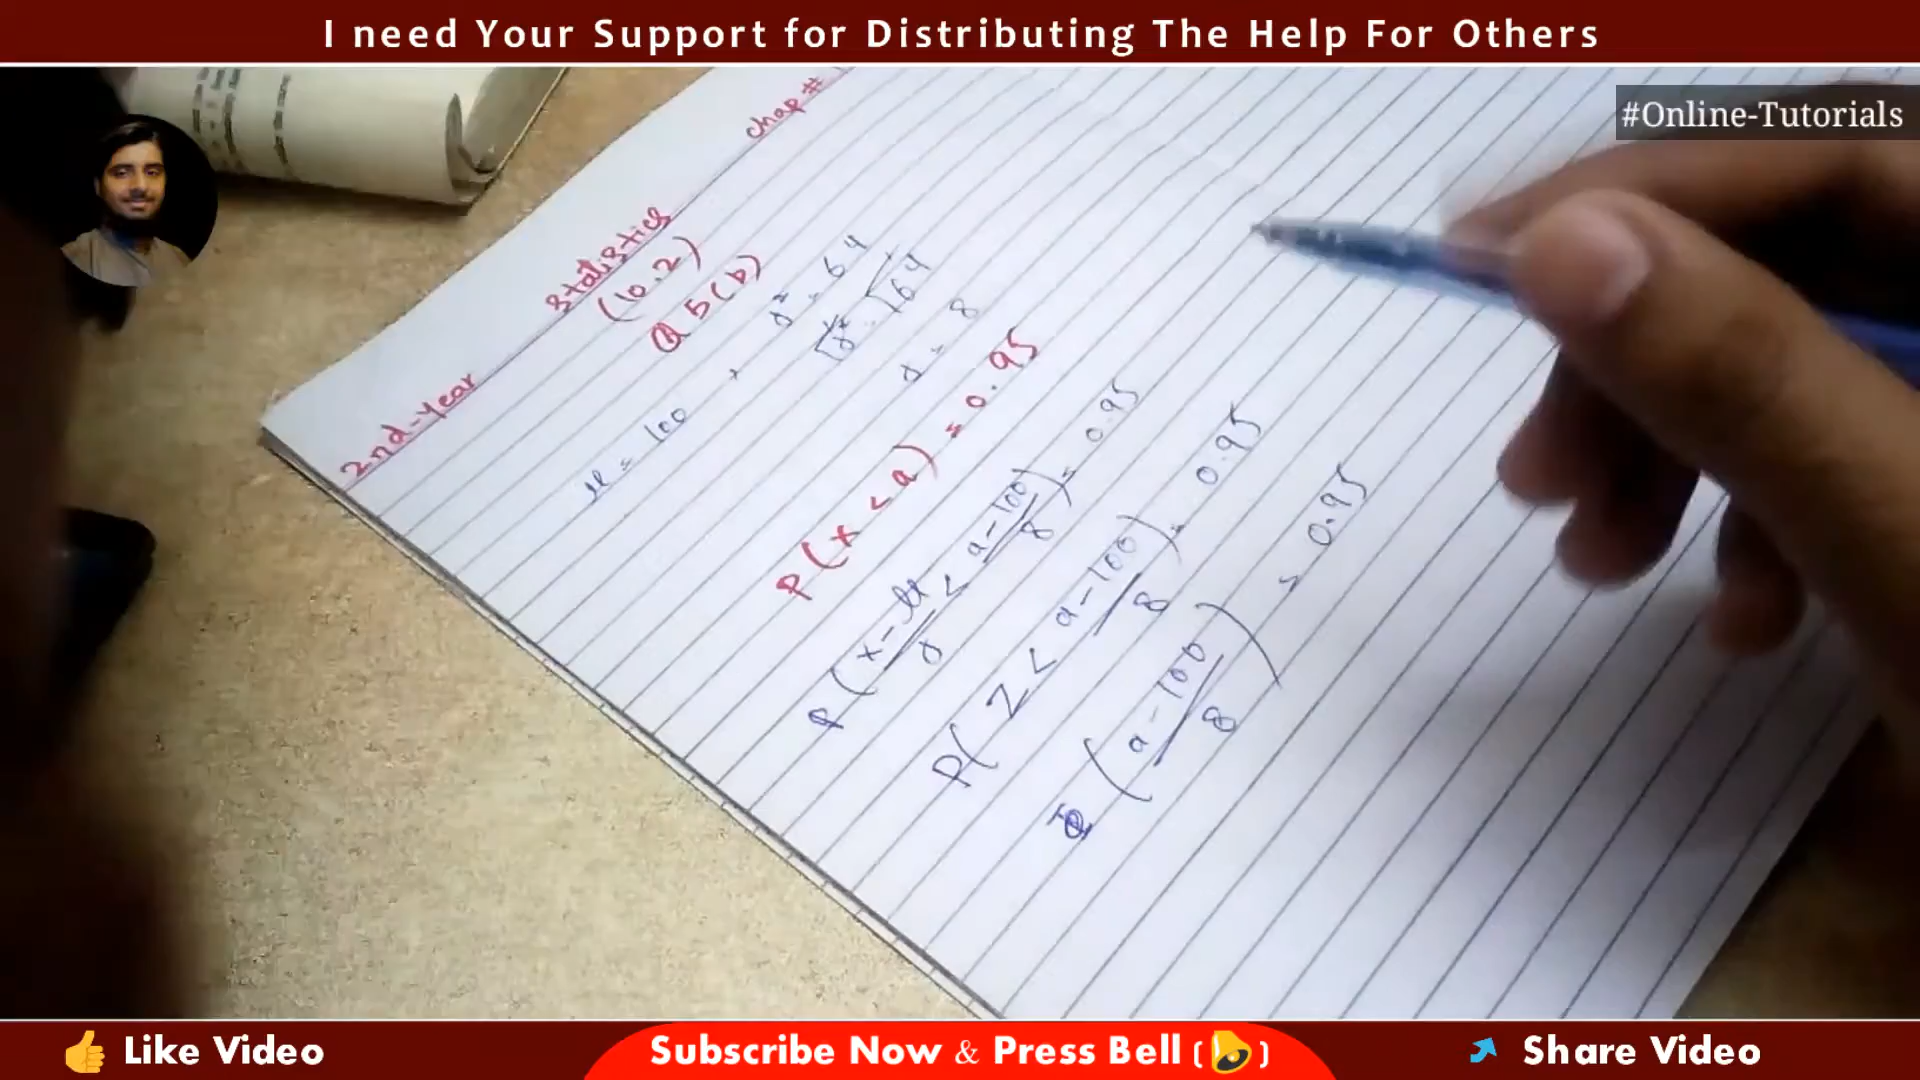 I need Your Support for Distributing The Help For Others
#Online-Tutorials
2nd-Year Statistics Chap #
(10.2)
Q 5(b)
μ = 100 , σ² = 64
√σ² = √64
σ = 8
P(x < a) = 0.95
P(x-μ/σ < a-100/8) = 0.95
P(Z < a-100/8) = 0.95
Φ(a-100/8) = 0.95
Like Video
Subscribe Now & Press Bell ( )
Share Video